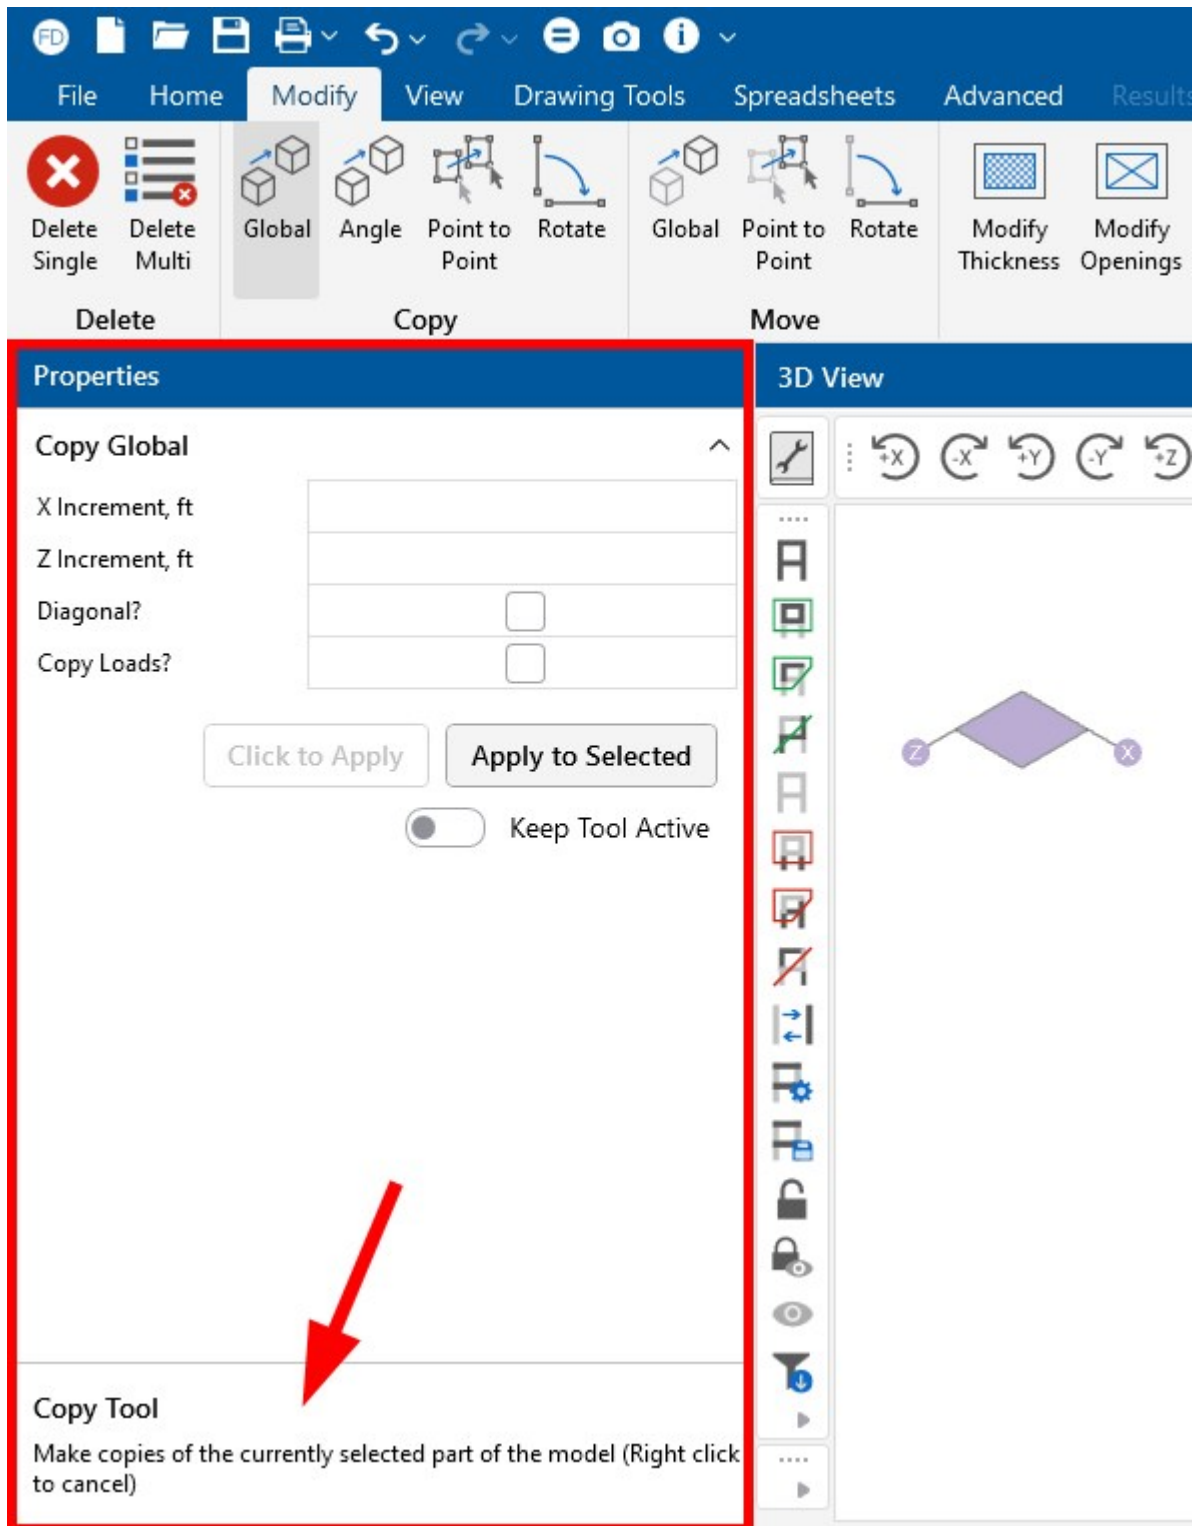 FD
File Home Modify View Drawing Tools Spreadsheets Advanced Results
Delete Single
Delete Multi
Global
Angle
Point to Point
Rotate
Global
Point to Point
Rotate
Modify Thickness
Modify Openings
Delete
Copy
Move
Properties
3D View
Copy Global
+X -X +Y -Y +Z
X Increment, ft
Z Increment, ft
Diagonal?
Copy Loads?
Click to Apply
Apply to Selected
Keep Tool Active
Z
X
Copy Tool
Make copies of the currently selected part of the model (Right click
to cancel)